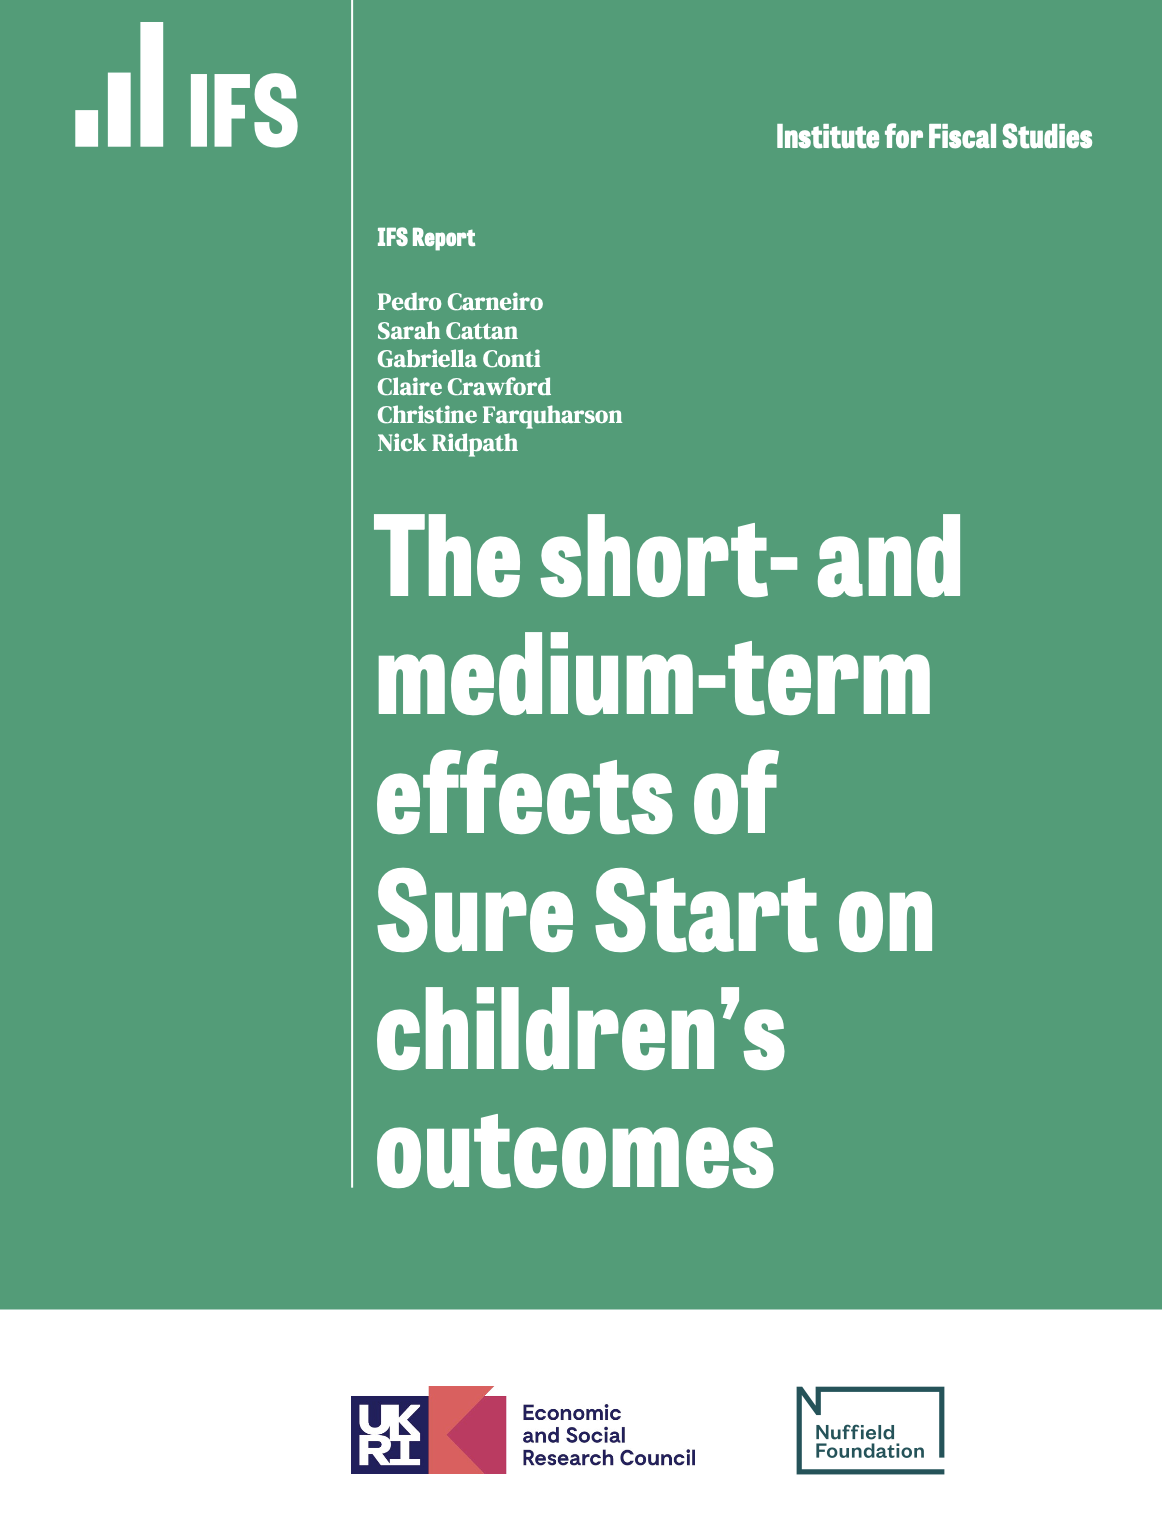 IFS
Institute for Fiscal Studies
IFS Report
Pedro Carneiro
Sarah Cattan
Gabriella Conti
Claire Crawford
Christine Farquharson
Nick Ridpath
The short- and
medium-term
effects of
Sure Start on
children’s
outcomes
UK
RI
Economic
and Social
Research Council
Nuffield
Foundation